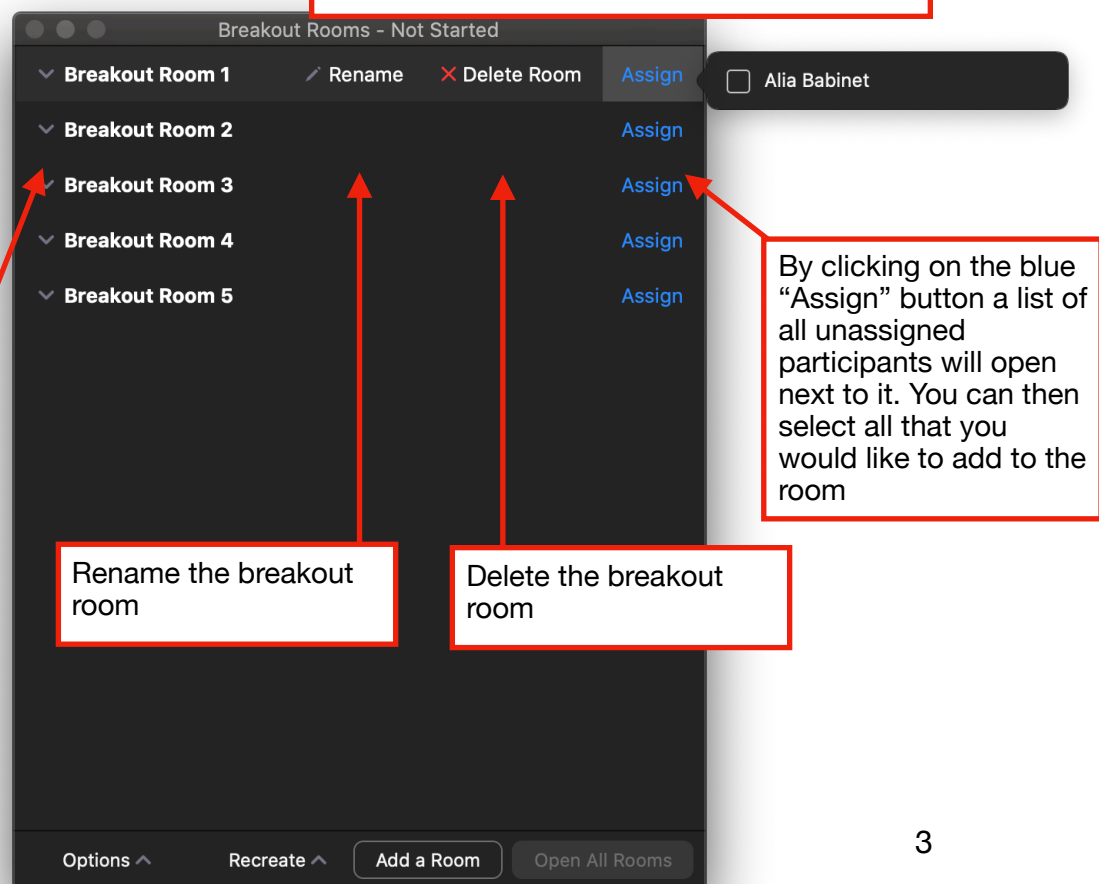 Breakout Rooms - Not Started
Breakout Room 1 Rename Delete Room Assign
Alia Babinet
Breakout Room 2 Assign
Breakout Room 3 Assign
Breakout Room 4 Assign
Breakout Room 5 Assign
By clicking on the blue
“Assign” button a list of
all unassigned
participants will open
next to it. You can then
select all that you
would like to add to the
room
Rename the breakout
room
Delete the breakout
room
Options Recreate Add a Room Open All Rooms
3